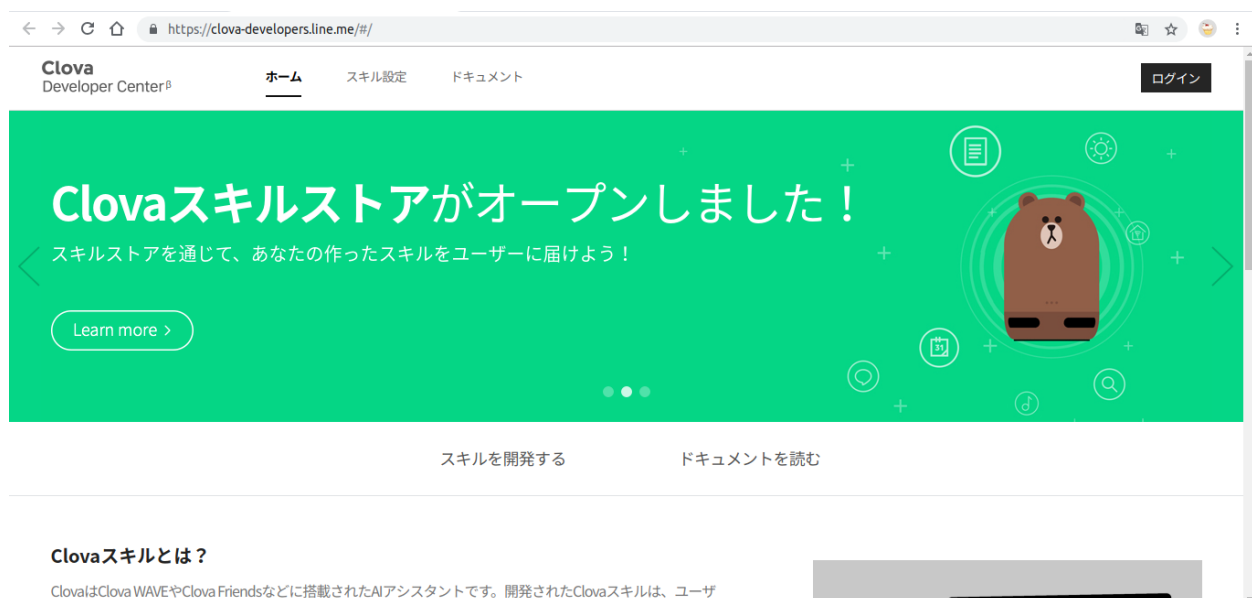 https://clova-developers.line.me/#/
Clova
Developer Center β
ホーム
スキル設定
ドキュメント
ログイン
Clovaスキルストアがオープンしました！
スキルストアを通じて、あなたの作ったスキルをユーザーに届けよう！
Learn more >
31
スキルを開発する
ドキュメントを読む
Clovaスキルとは？
ClovaはClova WAVEやClova Friendsなどに搭載されたAIアシスタントです。開発されたClovaスキルは、ユーザ